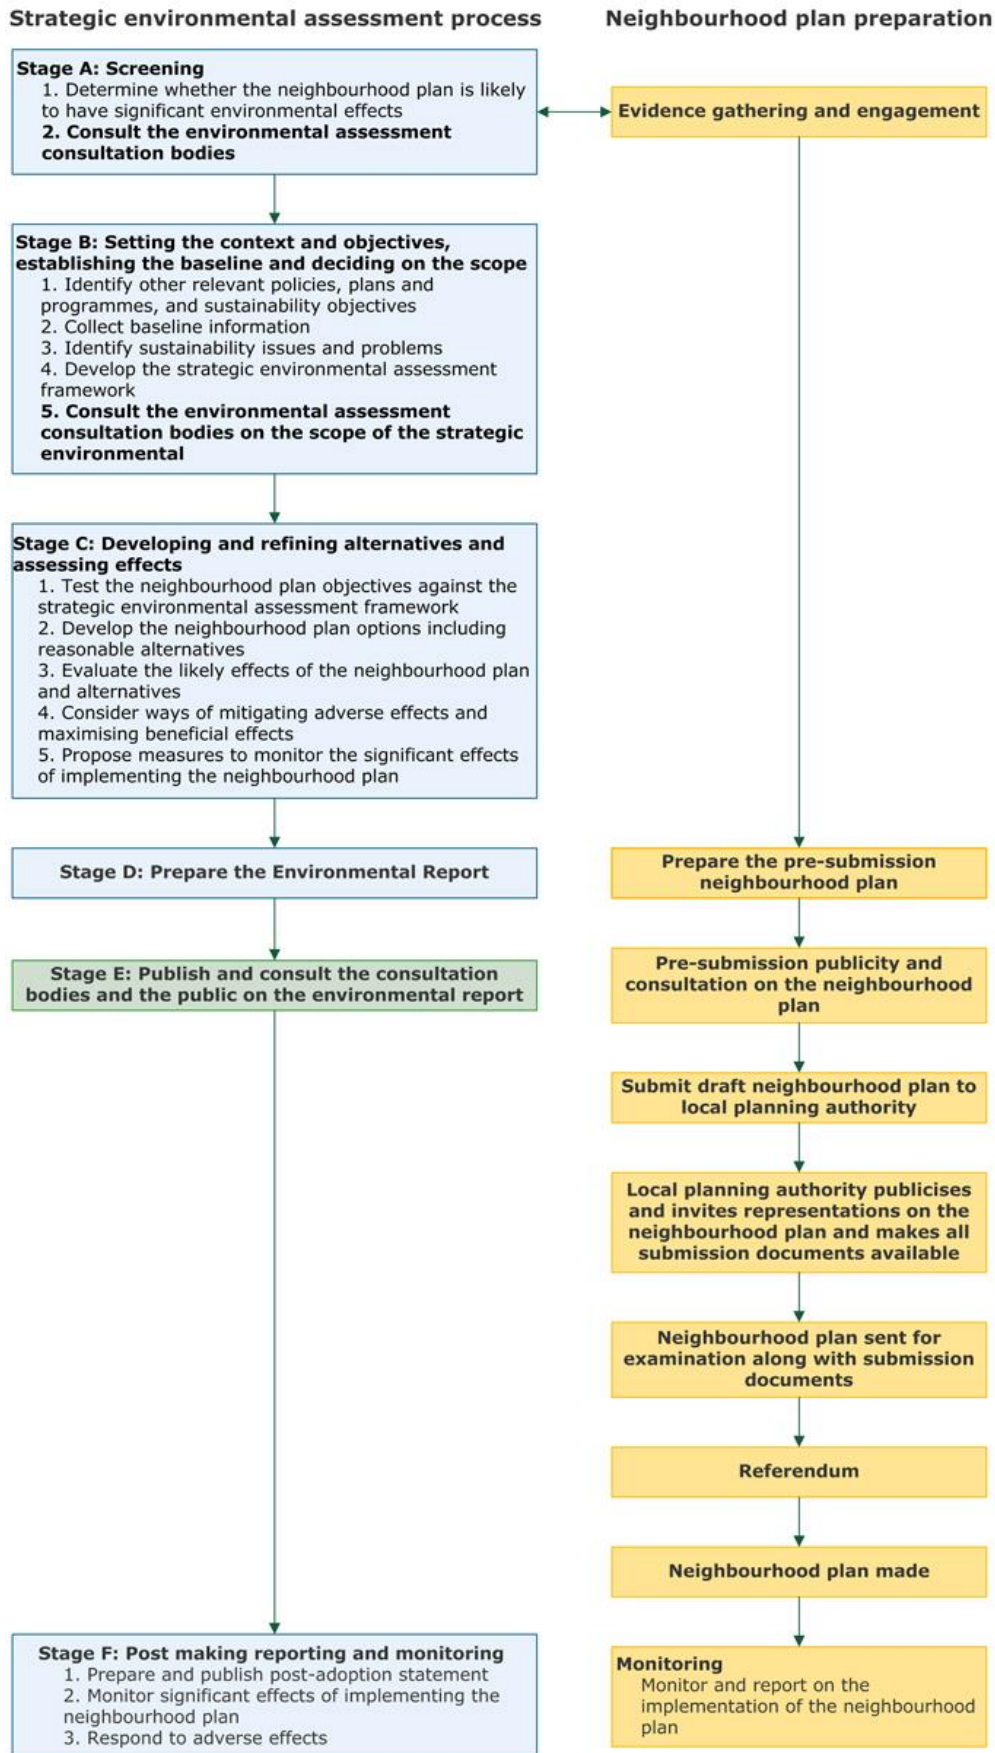 Strategic environmental assessment process
Neighbourhood plan preparation
Stage A: Screening
1. Determine whether the neighbourhood plan is likely
to have significant environmental effects
2. Consult the environmental assessment
consultation bodies
Evidence gathering and engagement
Stage B: Setting the context and objectives,
establishing the baseline and deciding on the scope
1. Identify other relevant policies, plans and
programmes, and sustainability objectives
2. Collect baseline information
3. Identify sustainability issues and problems
4. Develop the strategic environmental assessment
framework
5. Consult the environmental assessment
consultation bodies on the scope of the strategic
environmental
Stage C: Developing and refining alternatives and
assessing effects
1. Test the neighbourhood plan objectives against the
strategic environmental assessment framework
2. Develop the neighbourhood plan options including
reasonable alternatives
3. Evaluate the likely effects of the neighbourhood plan
and alternatives
4. Consider ways of mitigating adverse effects and
maximising beneficial effects
5. Propose measures to monitor the significant effects
of implementing the neighbourhood plan
Stage D: Prepare the Environmental Report
Prepare the pre-submission
neighbourhood plan
Stage E: Publish and consult the consultation
bodies and the public on the environmental report
Pre-submission publicity and
consultation on the neighbourhood
plan
Submit draft neighbourhood plan to
local planning authority
Local planning authority publicises
and invites representations on the
neighbourhood plan and makes all
submission documents available
Neighbourhood plan sent for
examination along with submission
documents
Referendum
Neighbourhood plan made
Stage F: Post making reporting and monitoring
1. Prepare and publish post-adoption statement
2. Monitor significant effects of implementing the
neighbourhood plan
3. Respond to adverse effects
Monitoring
Monitor and report on the
implementation of the neighbourhood
plan